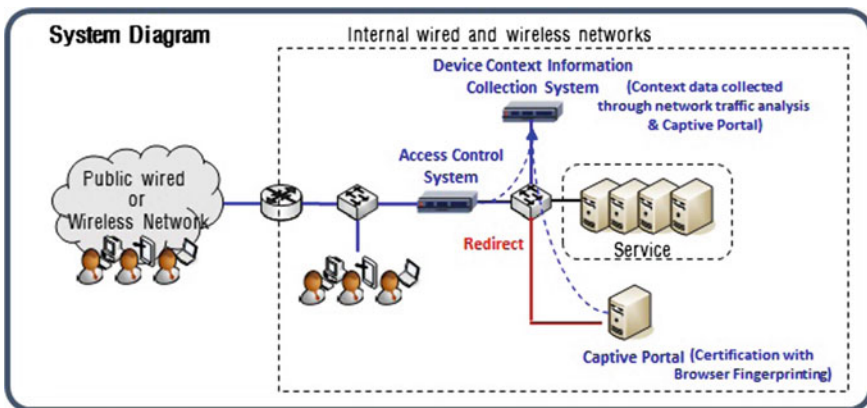 System Diagram
Internal wired and wireless networks
Device Context Information
Collection System
(Context data collected
through network traffic analysis
& Captive Portal)
Access Control
System
Public wired
or
Wireless Network
Redirect
Service
Captive Portal
(Certification with
Browser Fingerprinting)